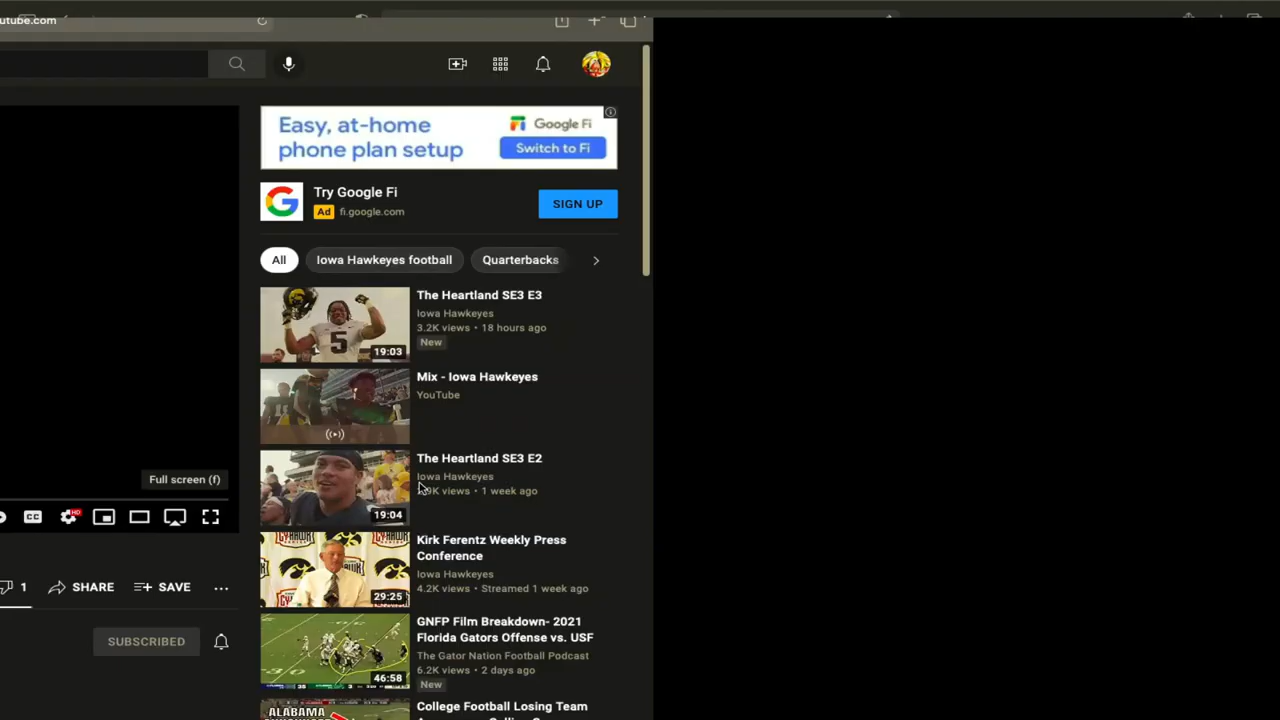 utube.com
Easy, at-home
phone plan setup
Google Fi
Switch to Fi
Try Google Fi
Ad fi.google.com
SIGN UP
All
Iowa Hawkeyes football
Quarterbacks
The Heartland SE3 E3
Iowa Hawkeyes
3.2K views • 18 hours ago
New
5
19:03
Mix - Iowa Hawkeyes
YouTube
The Heartland SE3 E2
Iowa Hawkeyes
9K views • 1 week ago
19:04
Full screen (f)
CC
HD
Kirk Ferentz Weekly Press
Conference
Iowa Hawkeyes
4.2K views • Streamed 1 week ago
29:25
1
SHARE
SAVE
SUBSCRIBED
GNFP Film Breakdown- 2021
Florida Gators Offense vs. USF
The Gator Nation Football Podcast
6.2K views • 2 days ago
New
46:58
College Football Losing Team
ALABAMA